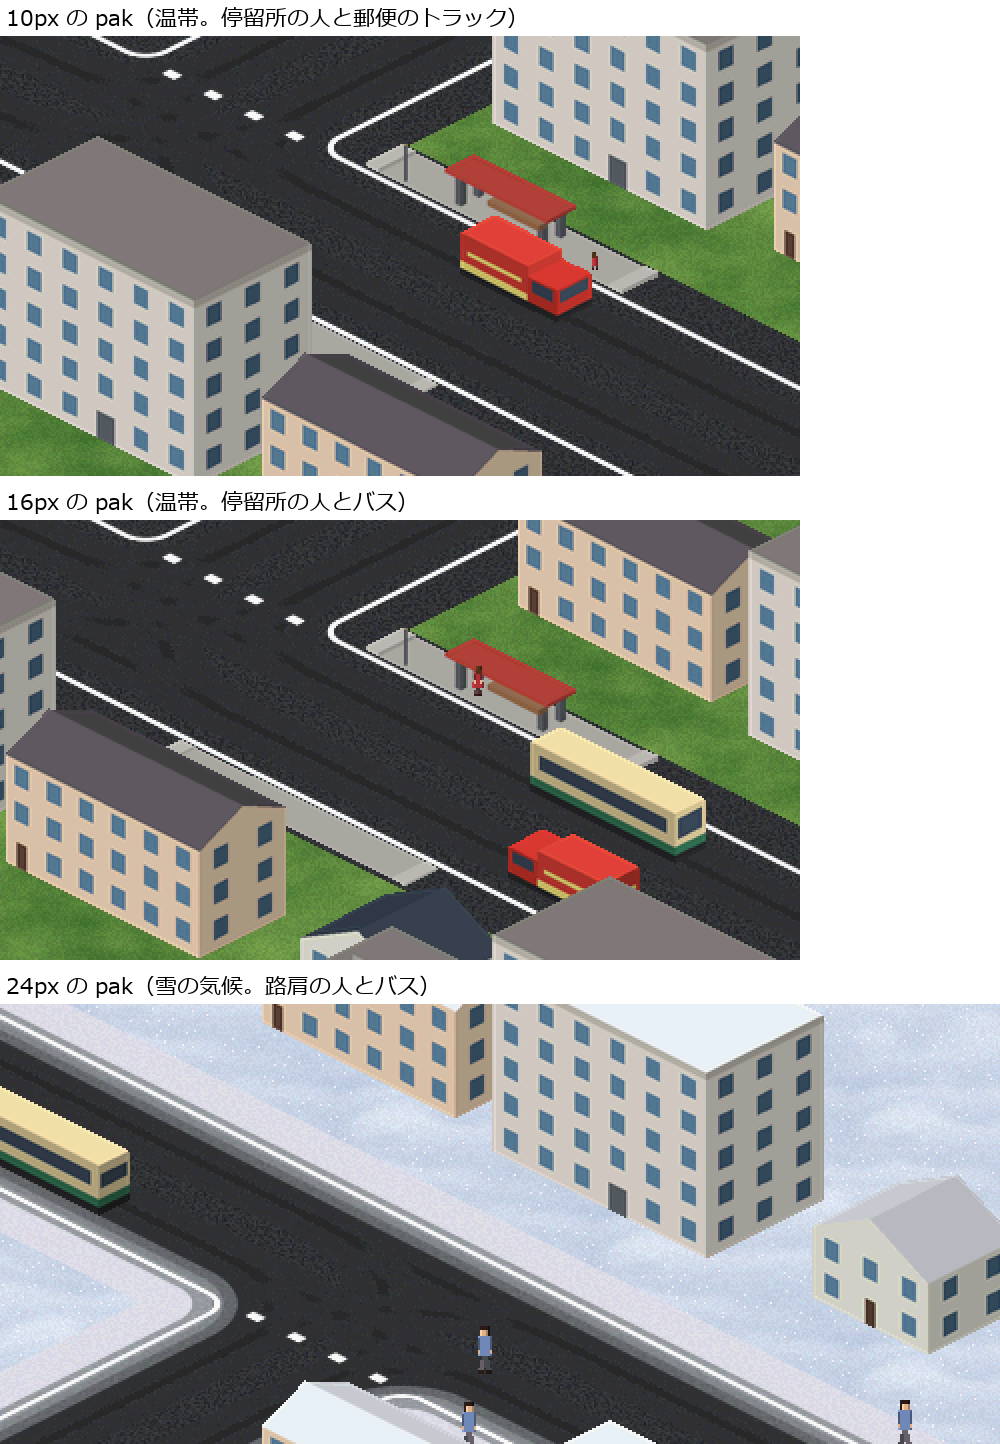 10px の pak（温帯。停留所の人と郵便のトラック）
16px の pak（温帯。停留所の人とバス）
24px の pak（雪の気候。路肩の人とバス）